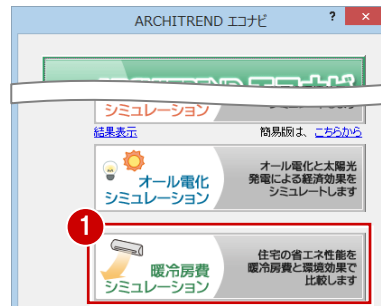 ARCHITREND エコナビ
?
×
ARCHITREND エコナビ
シミュレーション
結果表示
簡易版は、こちらから
オール電化
シミュレーション
オール電化と太陽光
発電による経済効果を
シミュレートします
1
暖冷房費
シミュレーション
住宅の省エネ性能を
暖冷房費と環境効果で
比較します